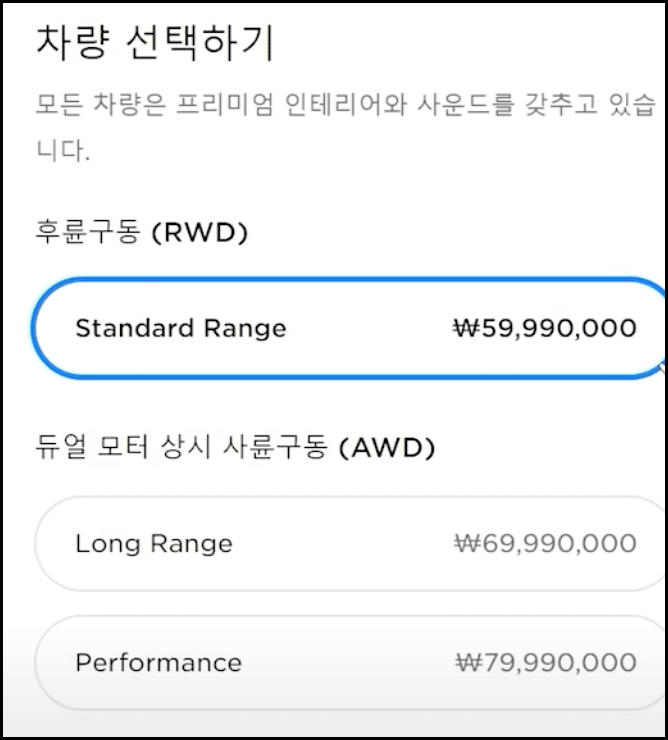 차량 선택하기
모든 차량은 프리미엄 인테리어와 사운드를 갖추고 있습
니다.
후륜구동 (RWD)
Standard Range ₩59,990,000
듀얼 모터 상시 사륜구동 (AWD)
Long Range ₩69,990,000
Performance ₩79,990,000